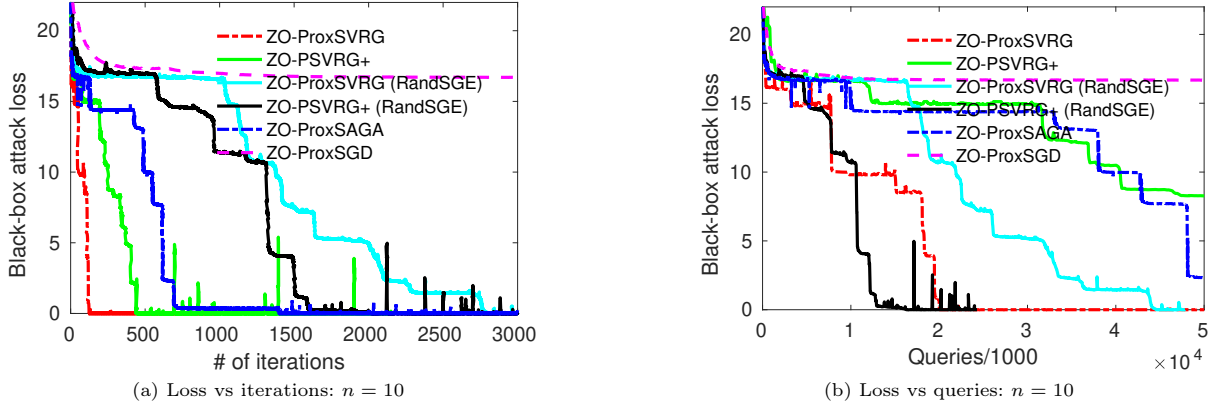 Black-box attack loss
20
15
10
5
0
ZO-ProxSVRG
ZO-PSVRG+
ZO-ProxSVRG (RandSGE)
ZO-PSVRG+ (RandSGE)
ZO-ProxSAGA
ZO-ProxSGD
0 500 1000 1500 2000 2500 3000
# of iterations
(a) Loss vs iterations: n = 10
Black-box attack loss
20
15
10
5
0
ZO-ProxSVRG
ZO-PSVRG+
ZO-ProxSVRG (RandSGE)
ZO-PSVRG+ (RandSGE)
ZO-ProxSAGA
ZO-ProxSGD
0 1 2 3 4 5
Queries/1000
× 10^4
(b) Loss vs queries: n = 10